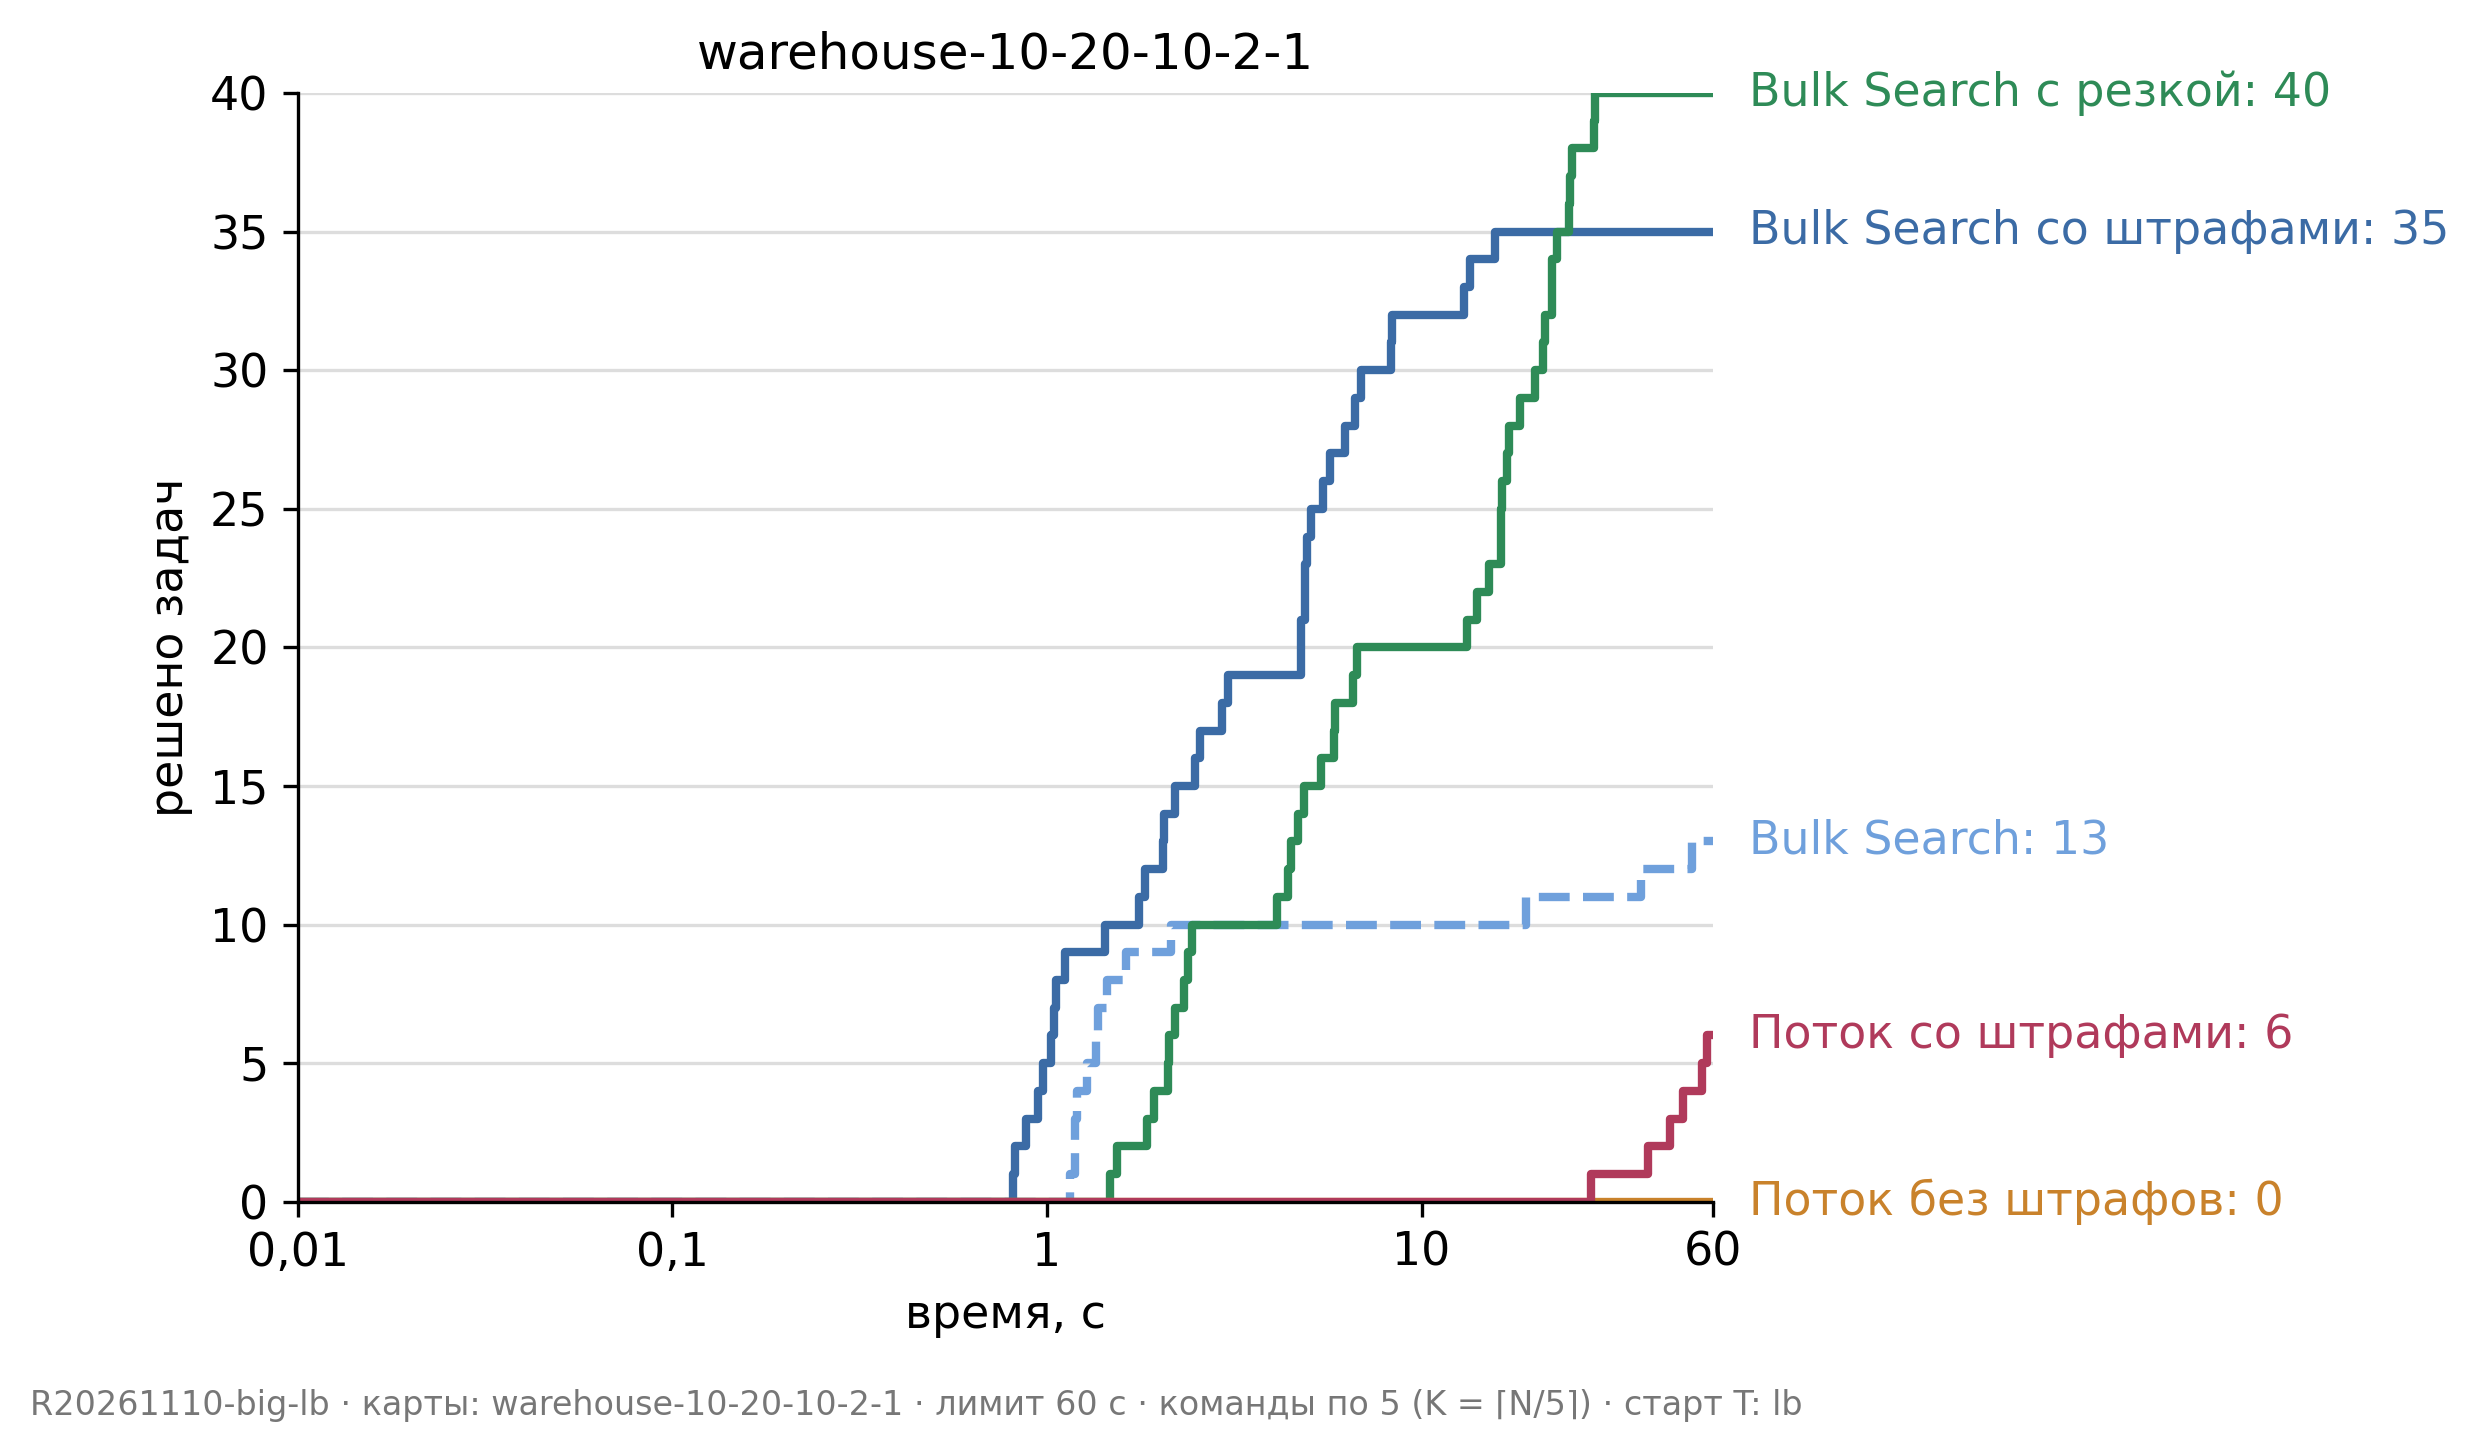 warehouse-10-20-10-2-1
40
35
30
25
20
15
10
5
0
решено задач
0,01
0,1
1
10
60
время, с
Bulk Search с резкой: 40
Bulk Search со штрафами: 35
Bulk Search: 13
Поток со штрафами: 6
Поток без штрафов: 0
R20261110-big-lb · карты: warehouse-10-20-10-2-1 · лимит 60 с · команды по 5 (K = ⌈N/5⌉) · старт T: lb